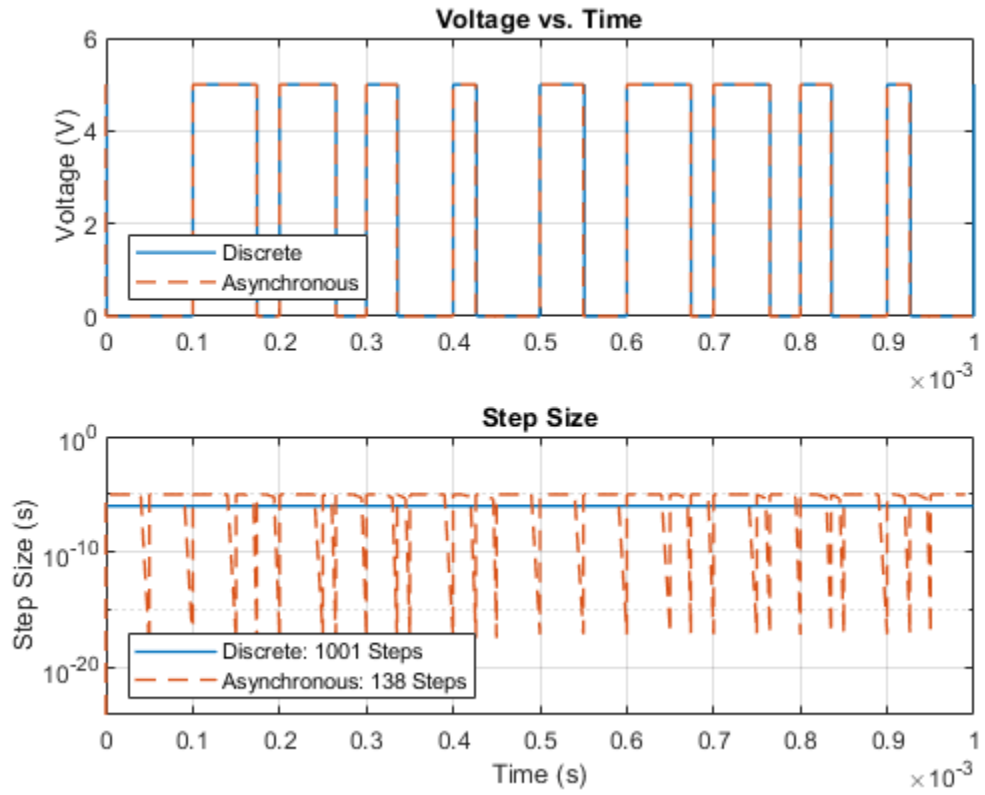 Voltage vs. Time
Voltage (V)
6
4
2
0
Discrete
Asynchronous
0 0.1 0.2 0.3 0.4 0.5 0.6 0.7 0.8 0.9 1
×10⁻³
Step Size
Step Size (s)
10⁰
10⁻¹⁰
10⁻²⁰
Discrete: 1001 Steps
Asynchronous: 138 Steps
0 0.1 0.2 0.3 0.4 0.5 0.6 0.7 0.8 0.9 1
Time (s)
×10⁻³